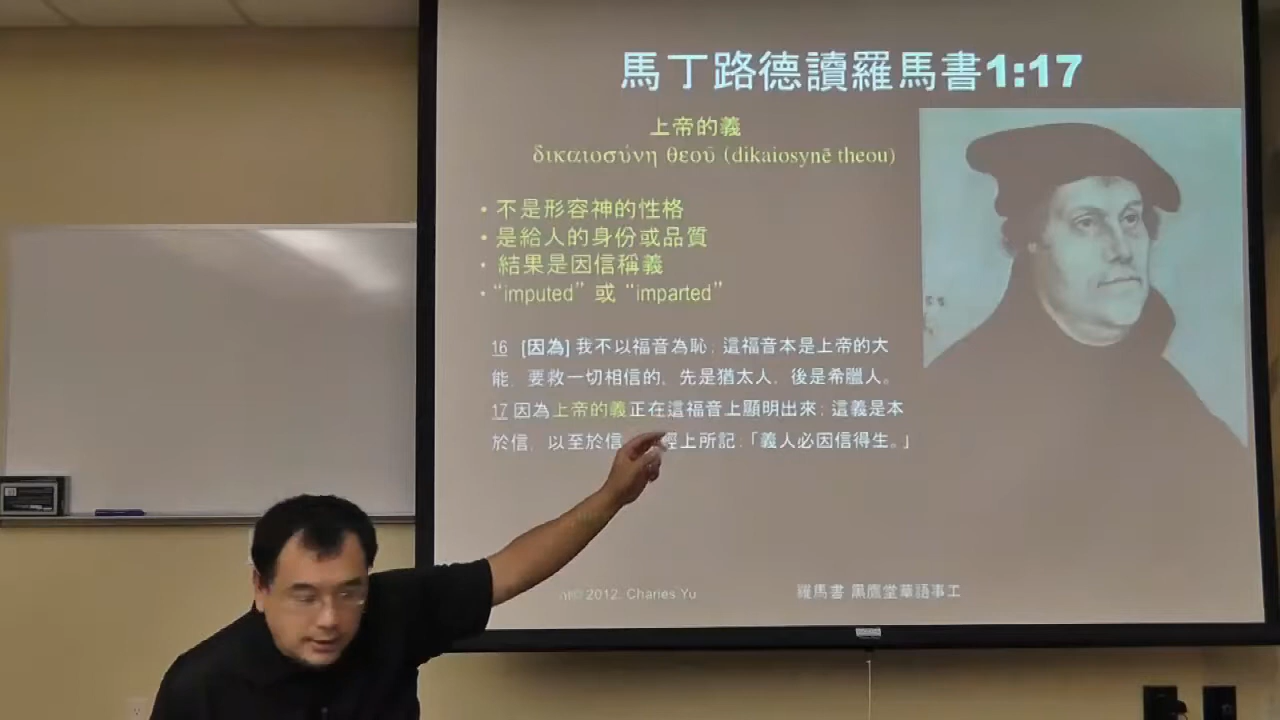 馬丁路德讀羅馬書1:17
上帝的義
δικαιοσύνη θεοῦ (dikaiosynē theou)
• 不是形容神的性格
• 是給人的身份或品質
• 結果是因信稱義
• “imputed” 或 “imparted”
16 [因為] 我不以福音為恥; 這福音本是上帝的大
能, 要救一切相信的, 先是猶太人, 後是希臘人。
17 因為上帝的義正在這福音上顯明出來; 這義是本
於信, 以至於信 經上所記:「義人必因信得生。」
© 2012, Charles Yu
羅馬書 黑鷹堂華語事工